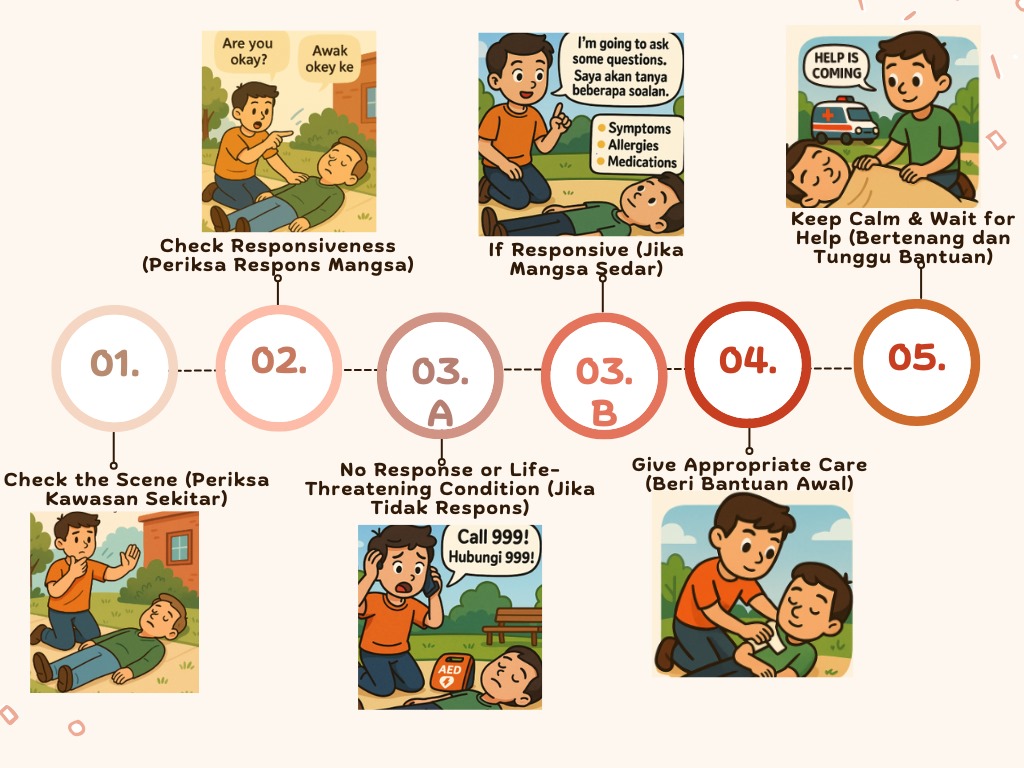 Are you
okay?
Awak
okey ke
Check Responsiveness
(Periksa Respons Mangsa)
I'm going to ask
some questions.
Saya akan tanya
beberapa soalan.
Symptoms
Allergies
Medications
If Responsive (Jika
Mangsa Sedar)
HELP IS
COMING
Keep Calm & Wait for
Help (Bertenang dan
Tunggu Bantuan)
01.
02.
03.
A
03.
B
04.
05.
Check the Scene (Periksa
Kawasan Sekitar)
No Response or Life-
Threatening Condition (Jika
Tidak Respons)
Call 999!
Hubungi 999!
AED
Give Appropriate Care
(Beri Bantuan Awal)